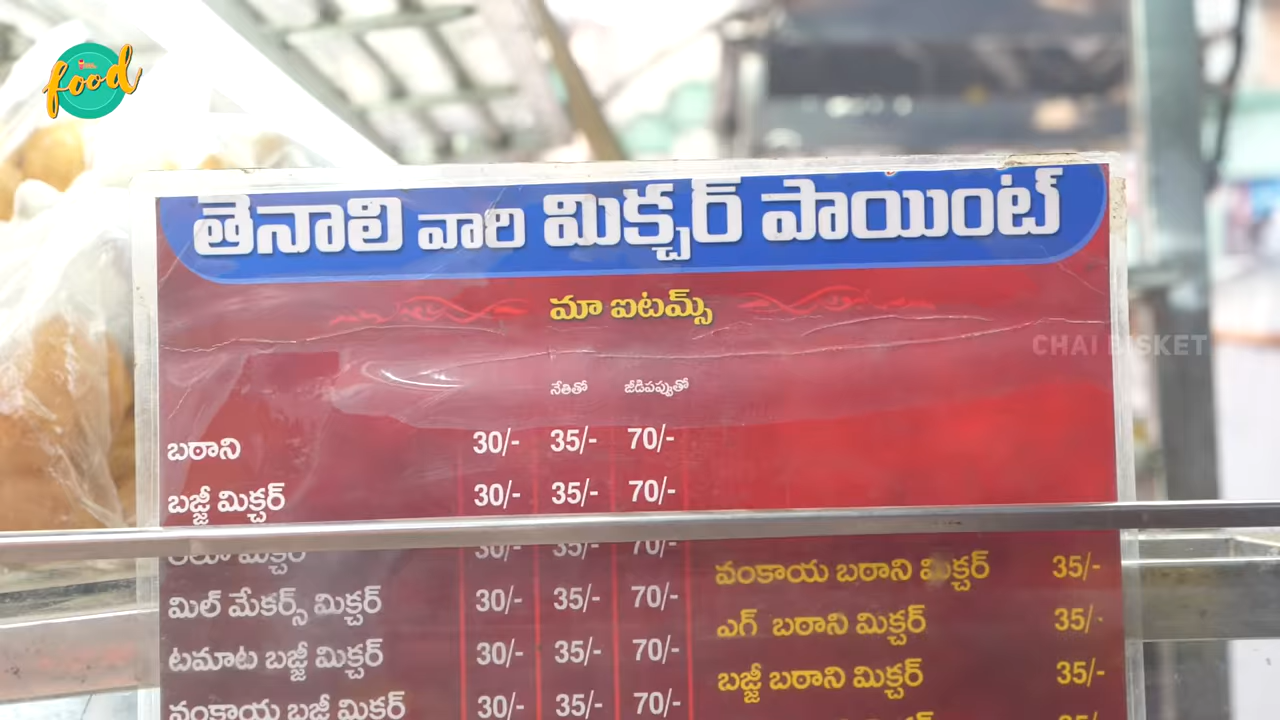 food
తెనాలి వారి మిక్చర్ పాయింట్
మా ఐటమ్స్
CHAI BISKET
నేతితో జీడిపప్పుతో
బఠాని 30/- 35/- 70/-
బజ్జీ మిక్చర్ 30/- 35/- 70/-
మిక్చర్ 30/- 35/- 70/-
వంకాయ బఠాని మిక్చర్ 35/-
మిల్ మేకర్స్ మిక్చర్ 30/- 35/- 70/-
ఎగ్ బఠాని మిక్చర్ 35/-
టమాట బజ్జీ మిక్చర్ 30/- 35/- 70/-
బజ్జీ బఠాని మిక్చర్ 35/-
వంకాయ బజ్జీ మిక్చర్ 30/- 35/- 70/-